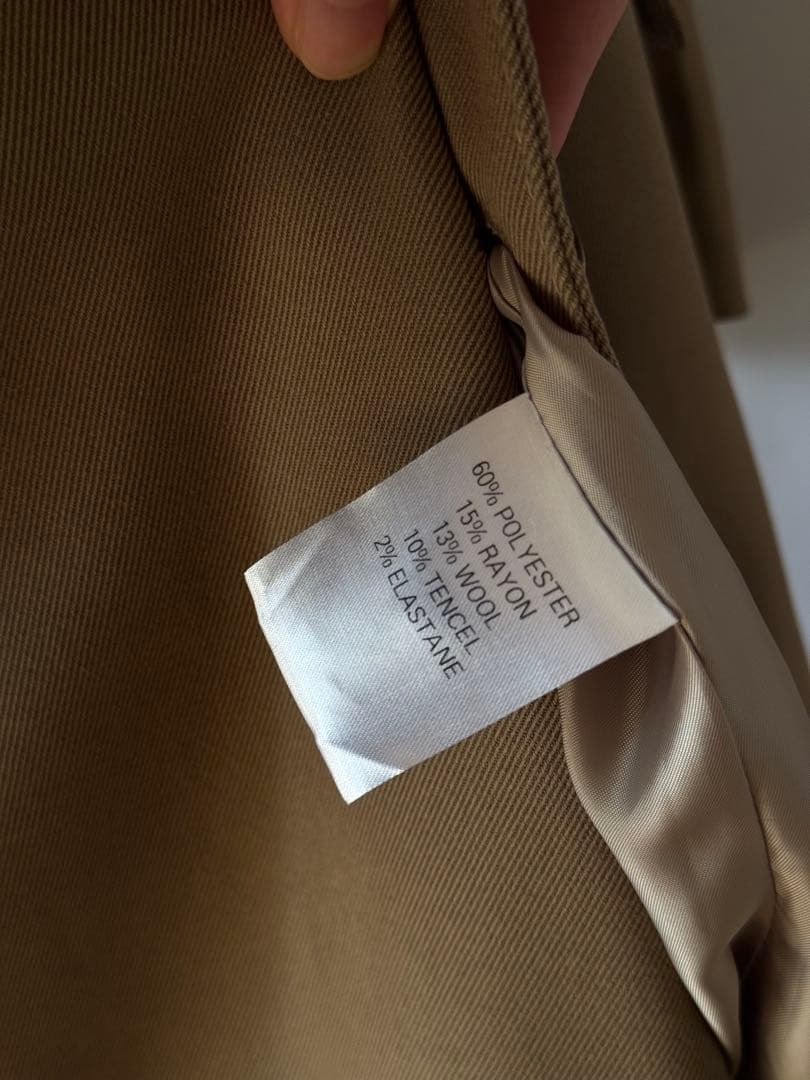 60% POLYESTER
15% RAYON
13% WOOL
10% TENCEL
2% ELASTANE